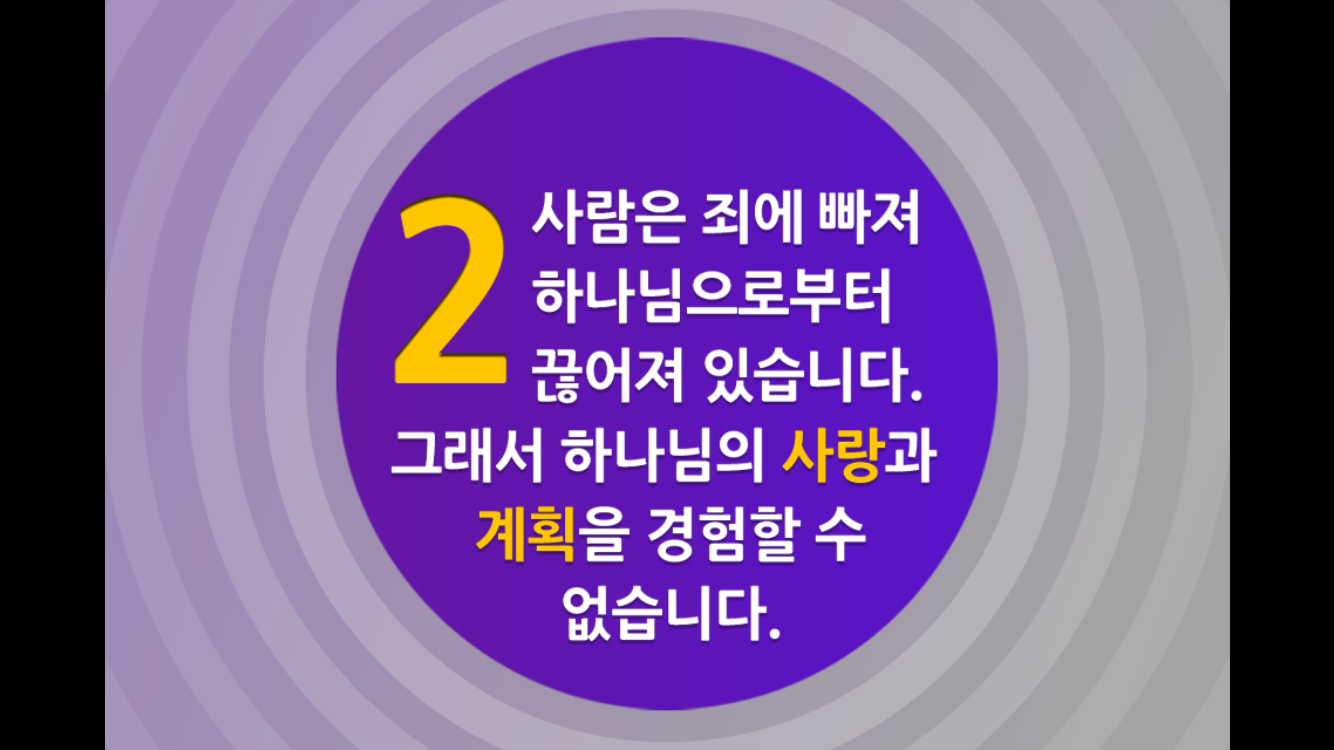 2 사람은 죄에 빠져
하나님으로부터
끊어져 있습니다.
그래서 하나님의 사랑과
계획을 경험할 수
없습니다.